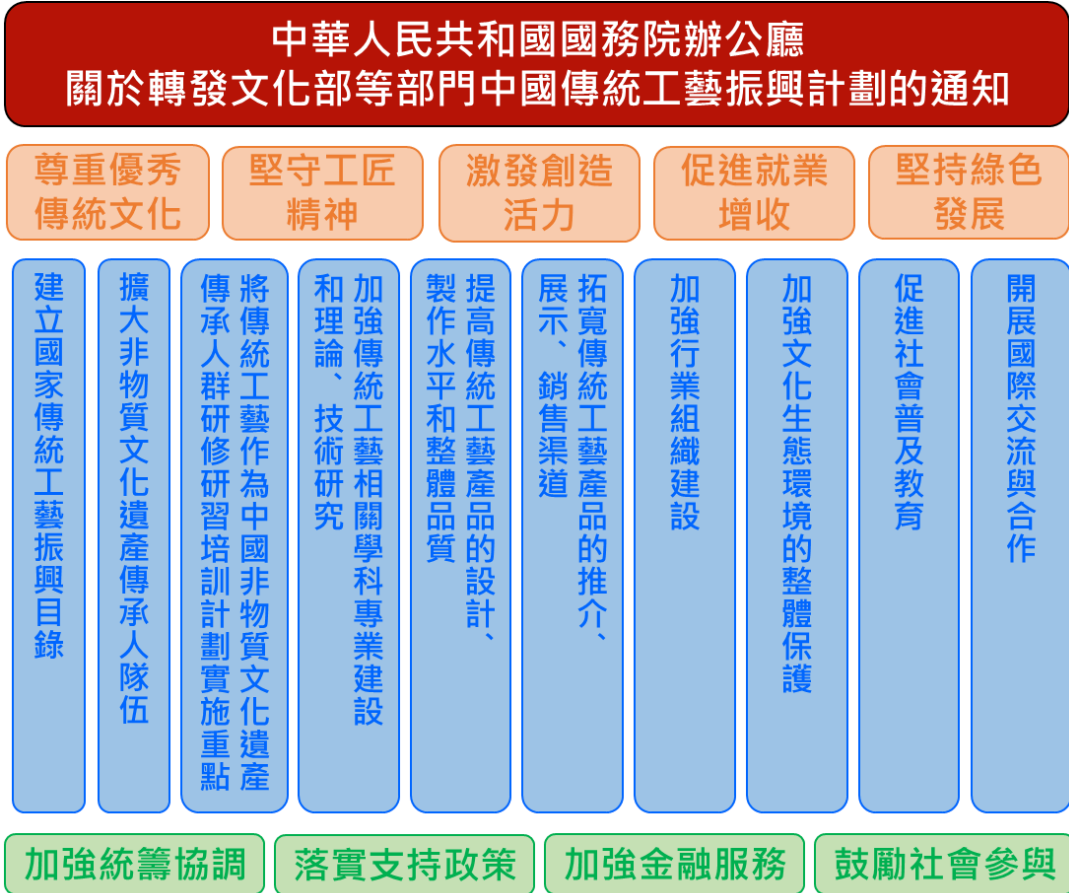 中華人民共和國國務院辦公廳
關於轉發文化部等部門中國傳統工藝振興計劃的通知
尊重優秀
傳統文化
堅守工匠
精神
激發創造
活力
促進就業
增收
堅持綠色
發展
建立國家傳統工藝振興目錄
擴大非物質文化遺產傳承人隊伍
將傳統工藝作為中國非物質文化遺產
傳承人群研修研習培訓計劃實施重點
加強傳統工藝相關學科專業建設
和理論、技術研究
提高傳統工藝產品的設計、
製作水平和整體品質
拓寬傳統工藝產品的推介、
展示、銷售渠道
加強行業組織建設
加強文化生態環境的整體保護
促進社會普及教育
開展國際交流與合作
加強統籌協調
落實支持政策
加強金融服務
鼓勵社會參與